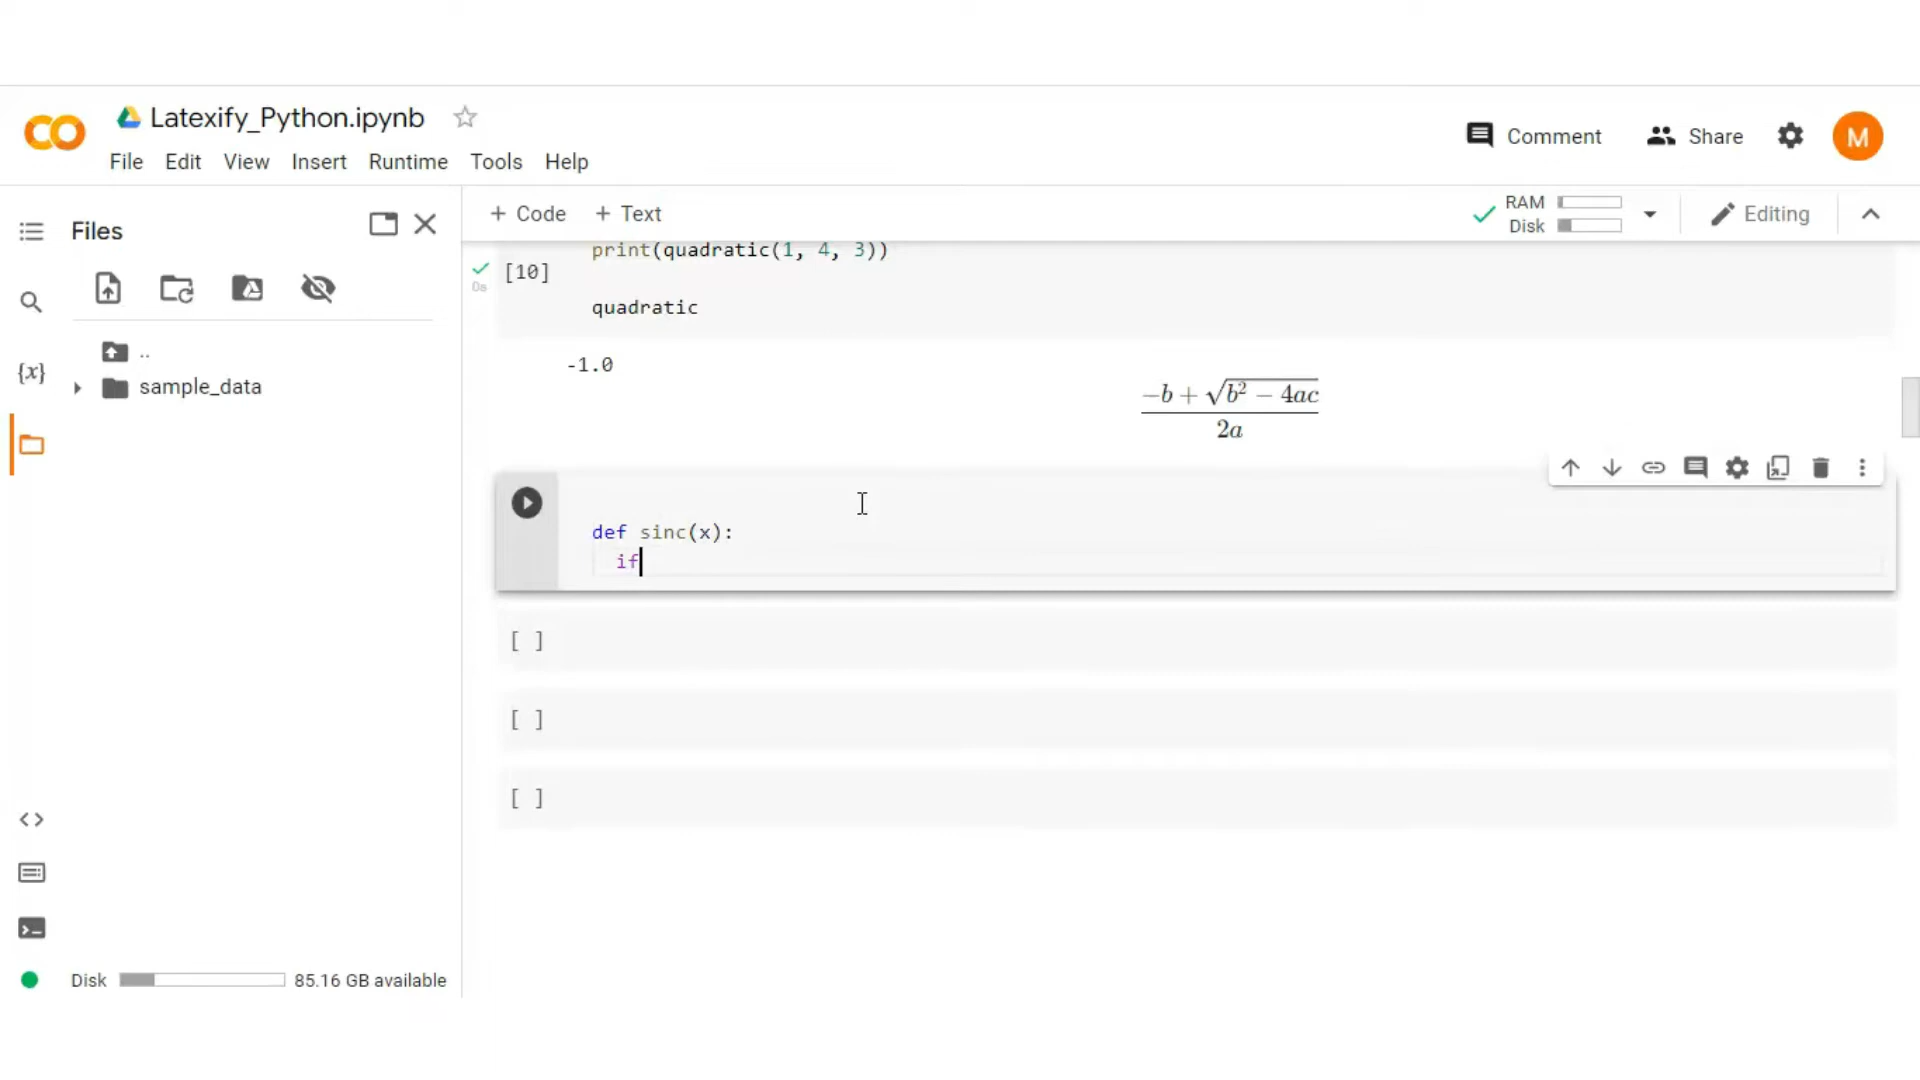 Latexify_Python.ipynb
File Edit View Insert Runtime Tools Help
Comment
Share
M
Files
+ Code + Text
RAM
Disk
Editing
..
sample_data
print(quadratic(1, 4, 3))
[10]
0s
quadratic
-1.0
−b + √b² − 4ac
2a
def sinc(x):
if
[ ]
[ ]
[ ]
{x}
Disk 85.16 GB available